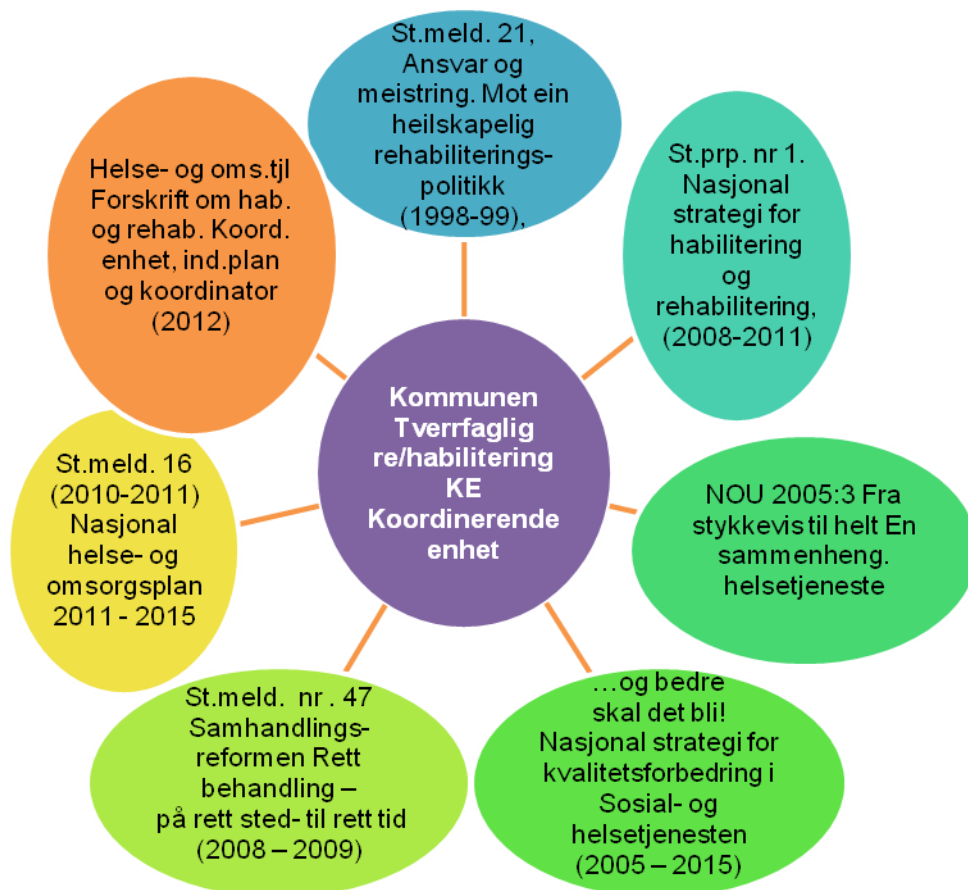 St.meld. 21,
Ansvar og
meistring. Mot ein
heilskapelig
rehabiliterings-
politikk
(1998-99),
St.prp. nr 1.
Nasjonal
strategi for
habilitering
og
rehabilitering,
(2008-2011)
NOU 2005:3 Fra
stykkevis til helt En
sammenheng.
helsetjeneste
…og bedre
skal det bli!
Nasjonal strategi for
kvalitetsforbedring i
Sosial- og
helsetjenesten
(2005 – 2015)
St.meld. nr . 47
Samhandlings-
reformen Rett
behandling –
på rett sted- til rett tid
(2008 – 2009)
St.meld. 16
(2010-2011)
Nasjonal
helse- og
omsorgsplan
2011 - 2015
Helse- og oms.tjl
Forskrift om hab.
og rehab. Koord.
enhet, ind.plan
og koordinator
(2012)
Kommunen
Tverrfaglig
re/habilitering
KE
Koordinerende
enhet